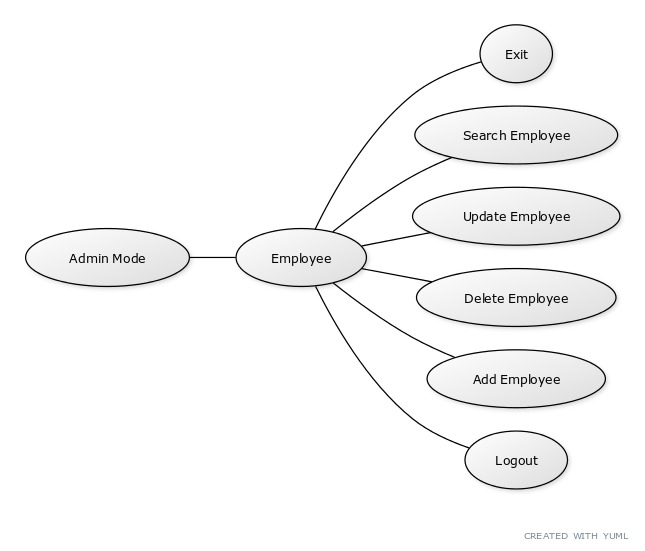 Exit
Search Employee
Update Employee
Admin Mode
Employee
Delete Employee
Add Employee
Logout
CREATED WITH YUML